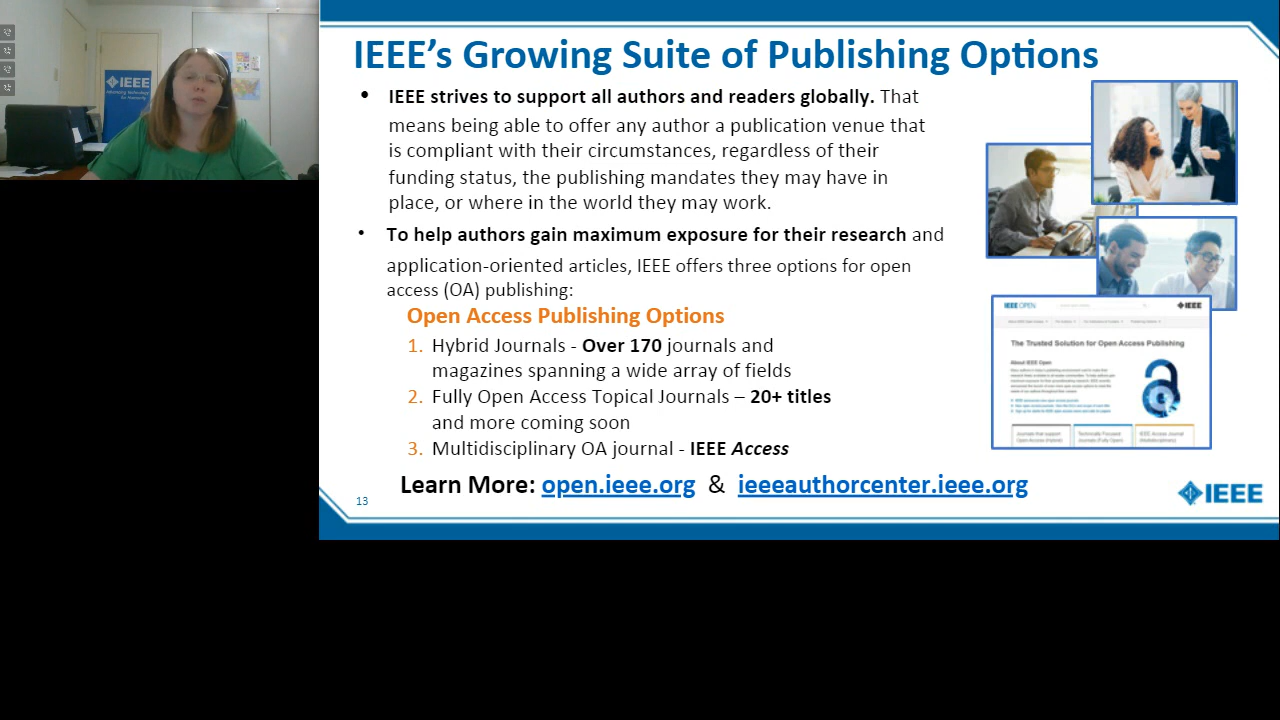 IEEE
IEEE's Growing Suite of Publishing Options
• IEEE strives to support all authors and readers globally. That
means being able to offer any author a publication venue that
is compliant with their circumstances, regardless of their
funding status, the publishing mandates they may have in
place, or where in the world they may work.
• To help authors gain maximum exposure for their research and
application-oriented articles, IEEE offers three options for open
access (OA) publishing:
Open Access Publishing Options
1. Hybrid Journals - Over 170 journals and
magazines spanning a wide array of fields
2. Fully Open Access Topical Journals – 20+ titles
and more coming soon
3. Multidisciplinary OA journal - IEEE Access
Learn More: open.ieee.org & ieeeauthorcenter.ieee.org
13
IEEE OPEN
IEEE
The Trusted Solution for Open Access Publishing
About IEEE Open
IEEE